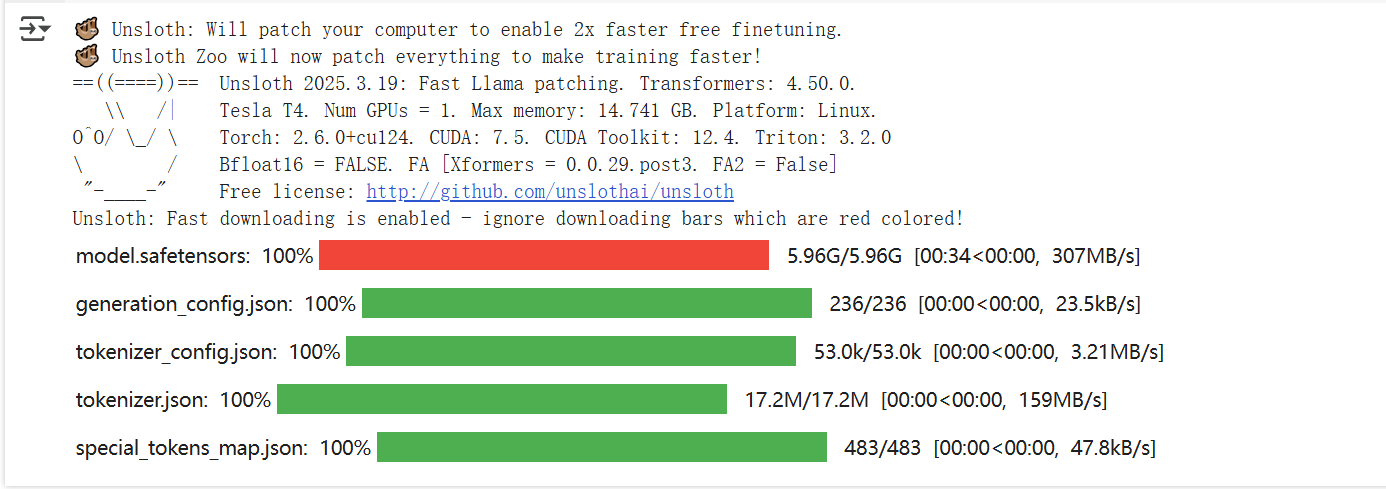 🦥 Unsloth: Will patch your computer to enable 2x faster free finetuning.
🦥 Unsloth Zoo will now patch everything to make training faster!
==((====))==  Unsloth 2025.3.19: Fast Llama patching. Transformers: 4.50.0.
   \\   /|    Tesla T4. Num GPUs = 1. Max memory: 14.741 GB. Platform: Linux.
O^O/ \_/ \    Torch: 2.6.0+cu124. CUDA: 7.5. CUDA Toolkit: 12.4. Triton: 3.2.0
\        /    Bfloat16 = FALSE. FA [Xformers = 0.0.29.post3. FA2 = False]
 "-____-"     Free license: http://github.com/unslothai/unsloth
Unsloth: Fast downloading is enabled - ignore downloading bars which are red colored!
model.safetensors: 100% 5.96G/5.96G [00:34<00:00, 307MB/s]
generation_config.json: 100% 236/236 [00:00<00:00, 23.5kB/s]
tokenizer_config.json: 100% 53.0k/53.0k [00:00<00:00, 3.21MB/s]
tokenizer.json: 100% 17.2M/17.2M [00:00<00:00, 159MB/s]
special_tokens_map.json: 100% 483/483 [00:00<00:00, 47.8kB/s]